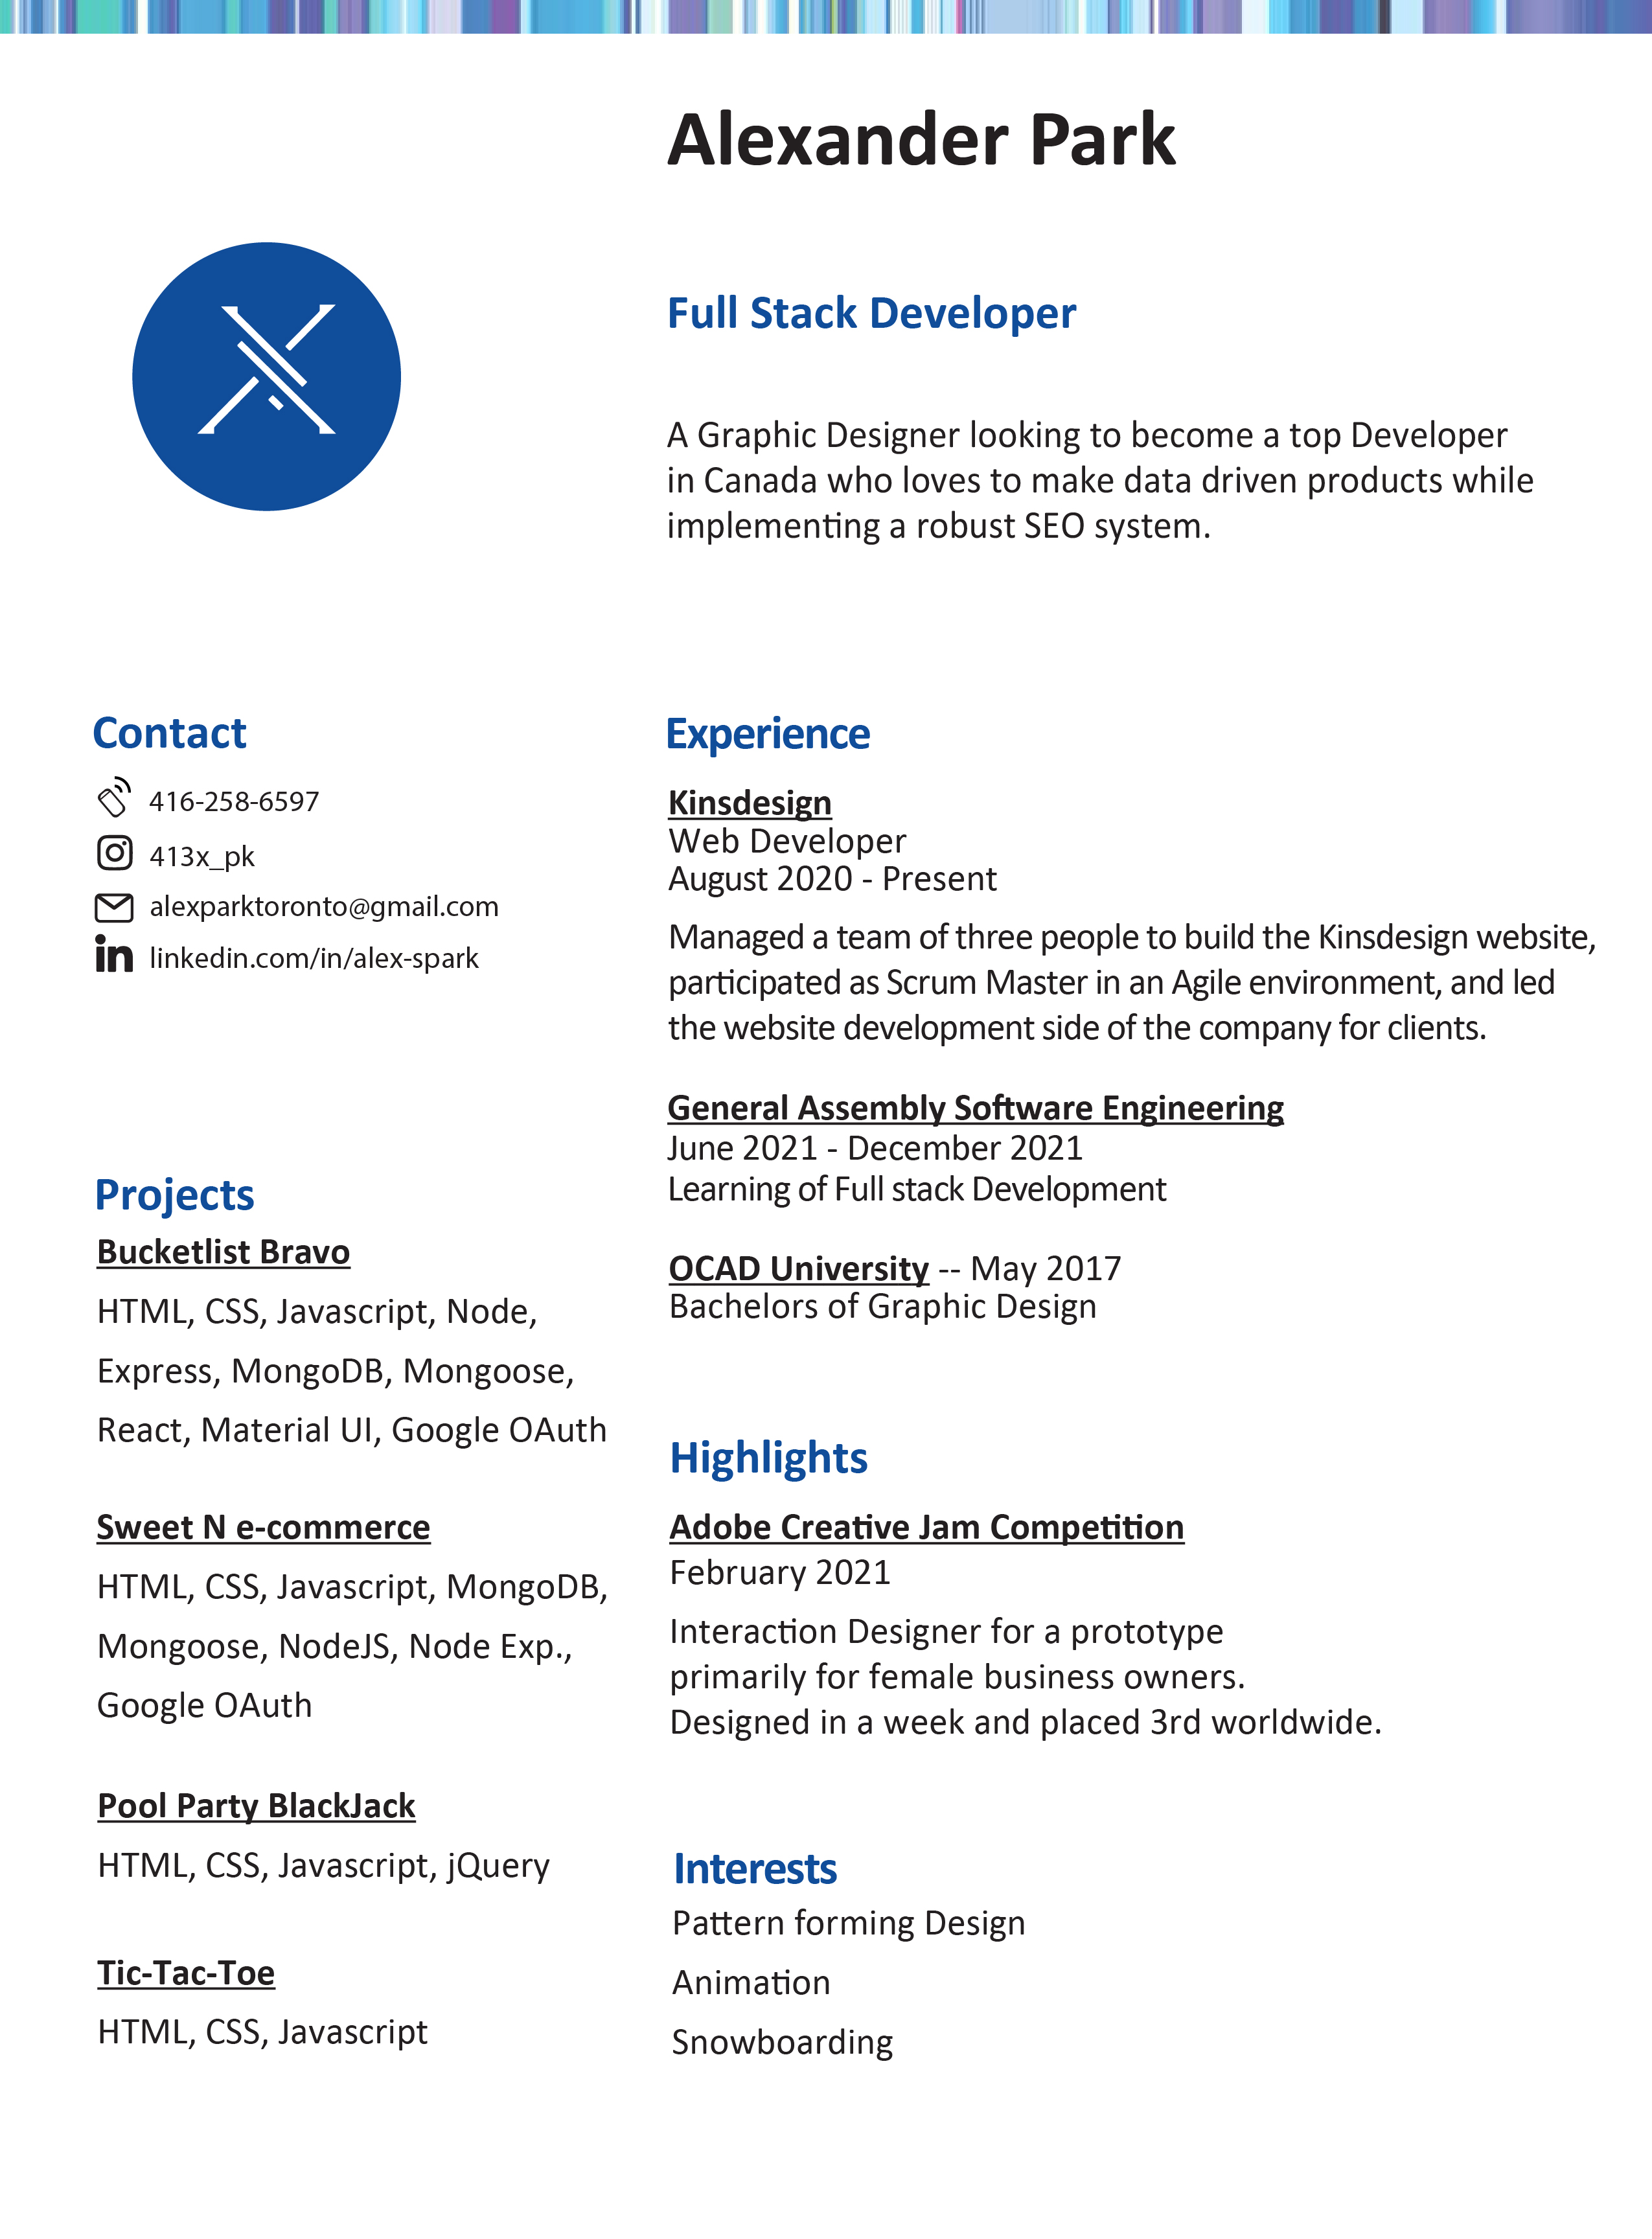 Alexander Park
Full Stack Developer
A Graphic Designer looking to become a top Developer
in Canada who loves to make data driven products while
implementing a robust SEO system.
Contact
416-258-6597
413x_pk
alexparktoronto@gmail.com
linkedin.com/in/alex-spark
Projects
Bucketlist Bravo
HTML, CSS, Javascript, Node,
Express, MongoDB, Mongoose,
React, Material UI, Google OAuth
Sweet N e-commerce
HTML, CSS, Javascript, MongoDB,
Mongoose, NodeJS, Node Exp.,
Google OAuth
Pool Party BlackJack
HTML, CSS, Javascript, jQuery
Tic-Tac-Toe
HTML, CSS, Javascript
Experience
Kinsdesign
Web Developer
August 2020 - Present
Managed a team of three people to build the Kinsdesign website,
participated as Scrum Master in an Agile environment, and led
the website development side of the company for clients.
General Assembly Software Engineering
June 2021 - December 2021
Learning of Full stack Development
OCAD University -- May 2017
Bachelors of Graphic Design
Highlights
Adobe Creative Jam Competition
February 2021
Interaction Designer for a prototype
primarily for female business owners.
Designed in a week and placed 3rd worldwide.
Interests
Pattern forming Design
Animation
Snowboarding